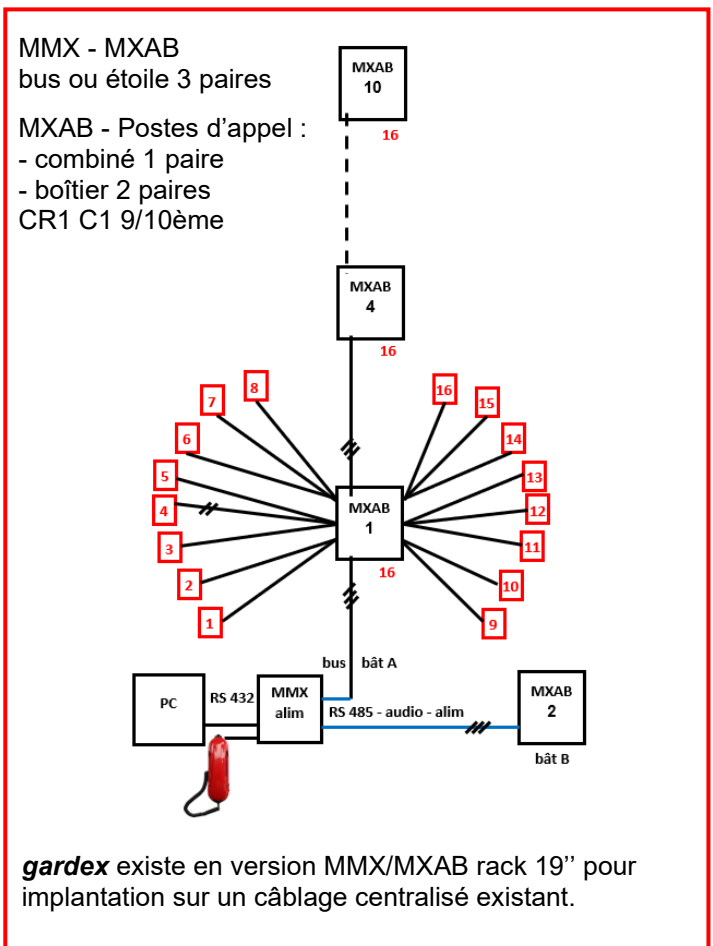 MMX - MXAB
bus ou étoile 3 paires
MXAB - Postes d’appel :
- combiné 1 paire
- boîtier 2 paires
CR1 C1 9/10ème
MXAB
10
16
MXAB
4
16
8
7
6
5
4
3
2
1
16
15
14
13
12
11
10
9
MXAB
1
16
bus bât A
PC
RS 432
MMX
alim
RS 485 - audio - alim
MXAB
2
bât B
gardex existe en version MMX/MXAB rack 19’’ pour
implantation sur un câblage centralisé existant.